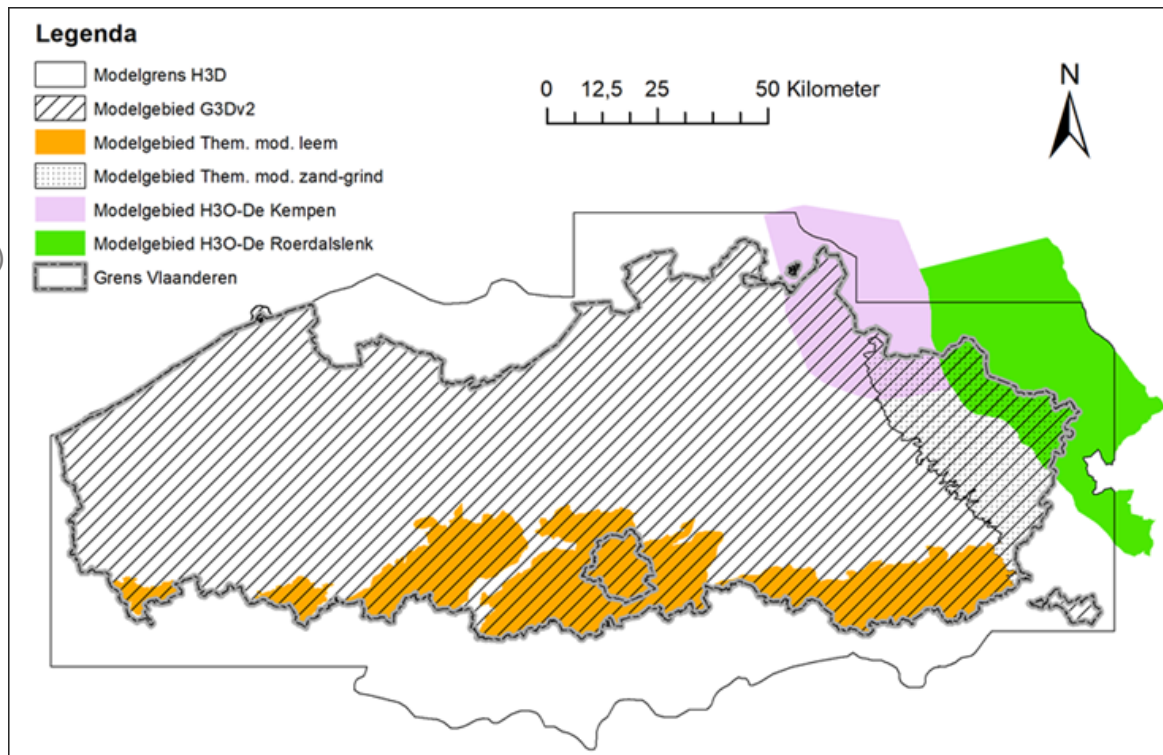 Legenda
Modelgrens H3D
Modelgebied G3Dv2
Modelgebied Them. mod. leem
Modelgebied Them. mod. zand-grind
Modelgebied H3O-De Kempen
Modelgebied H3O-De Roerdalslenk
Grens Vlaanderen
0 12,5 25 50 Kilometer
N